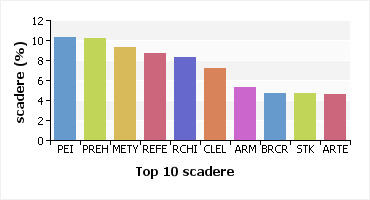 scadere (%)
12
10
8
6
4
2
0
PEI PREH METY REFE RCHI CLEL ARM BRCR STK ARTE
Top 10 scadere